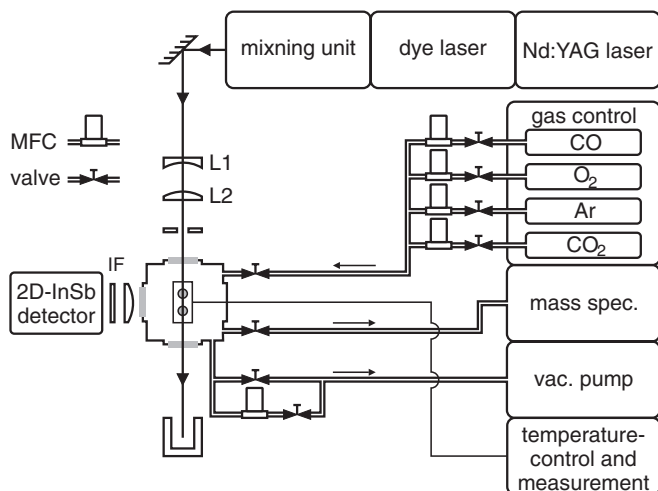 mixning unit
dye laser
Nd:YAG laser
MFC
valve
L1
L2
gas control
CO
O2
Ar
CO2
IF
2D-InSb
detector
mass spec.
vac. pump
temperature-
control and
measurement